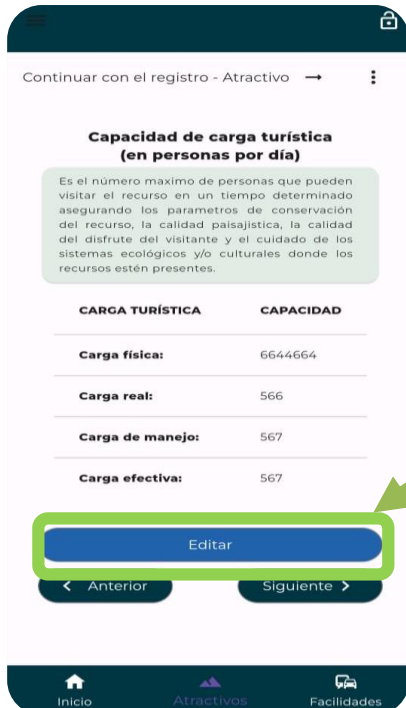 Continuar con el registro - Atractivo →
Capacidad de carga turística
(en personas por día)
Es el número maximo de personas que pueden
visitar el recurso en un tiempo determinado
asegurando los parametros de conservación
del recurso, la calidad paisajistica, la calidad
del disfrute del visitante y el cuidado de los
sistemas ecológicos y/o culturales donde los
recursos estén presentes.
CARGA TURÍSTICA CAPACIDAD
Carga física: 6644664
Carga real: 566
Carga de manejo: 567
Carga efectiva: 567
Editar
< Anterior Siguiente >
Inicio Atractivos Facilidades